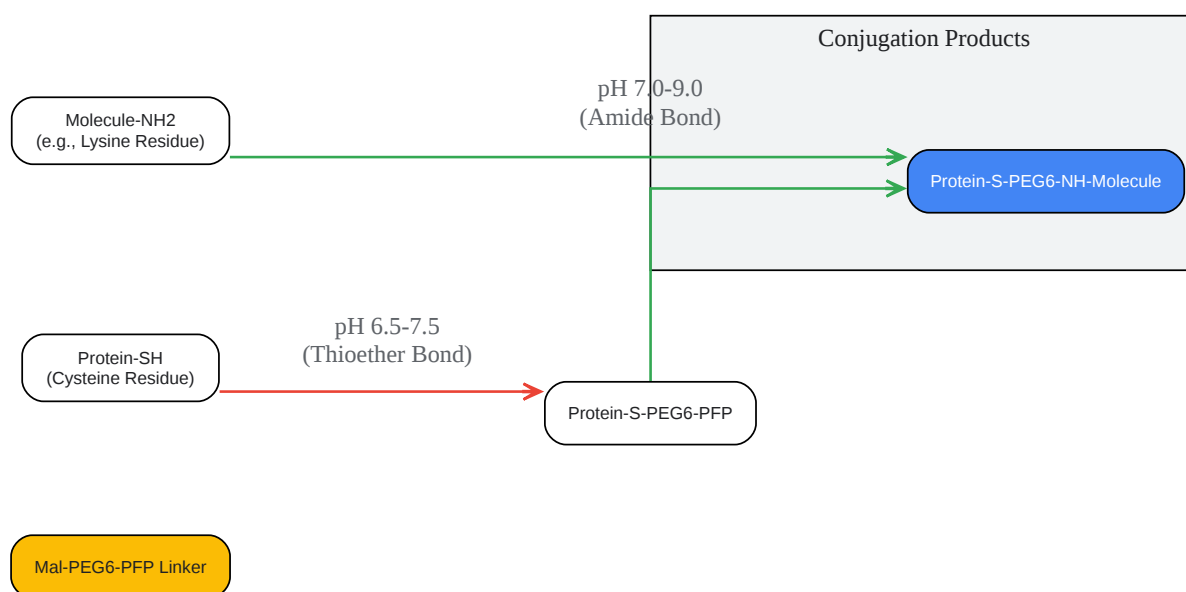 Conjugation Products
pH 7.0-9.0
(Amide Bond)
Molecule-NH2
(e.g., Lysine Residue)
Protein-S-PEG6-NH-Molecule
pH 6.5-7.5
(Thioether Bond)
Protein-SH
(Cysteine Residue)
Protein-S-PEG6-PFP
Mal-PEG6-PFP Linker